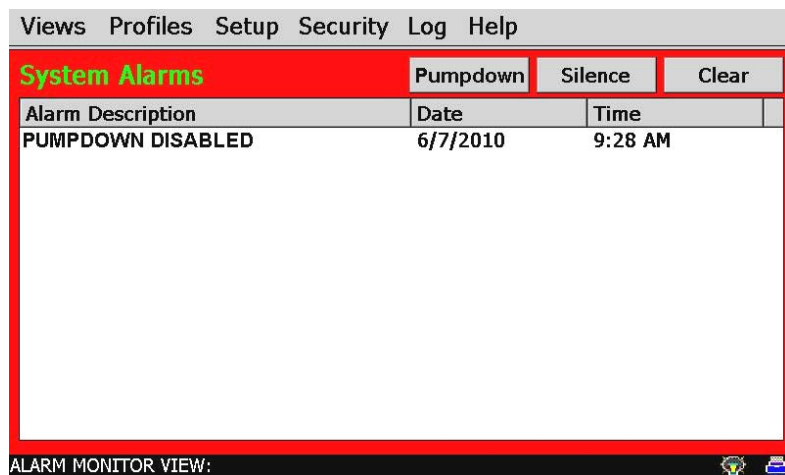 Views Profiles Setup Security Log Help
System Alarms Pumpdown Silence Clear
Alarm Description Date Time
PUMPDOWN DISABLED 6/7/2010 9:28 AM
ALARM MONITOR VIEW: